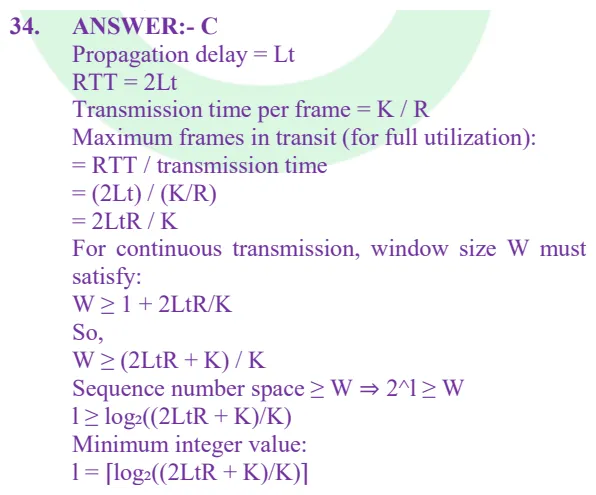 34. ANSWER:- C
Propagation delay = Lt
RTT = 2Lt
Transmission time per frame = K / R
Maximum frames in transit (for full utilization):
= RTT / transmission time
= (2Lt) / (K/R)
= 2LtR / K
For continuous transmission, window size W must
satisfy:
W ≥ 1 + 2LtR/K
So,
W ≥ (2LtR + K) / K
Sequence number space ≥ W ⇒ 2^l ≥ W
l ≥ log₂((2LtR + K)/K)
Minimum integer value:
l = ⌈log₂((2LtR + K)/K)⌉